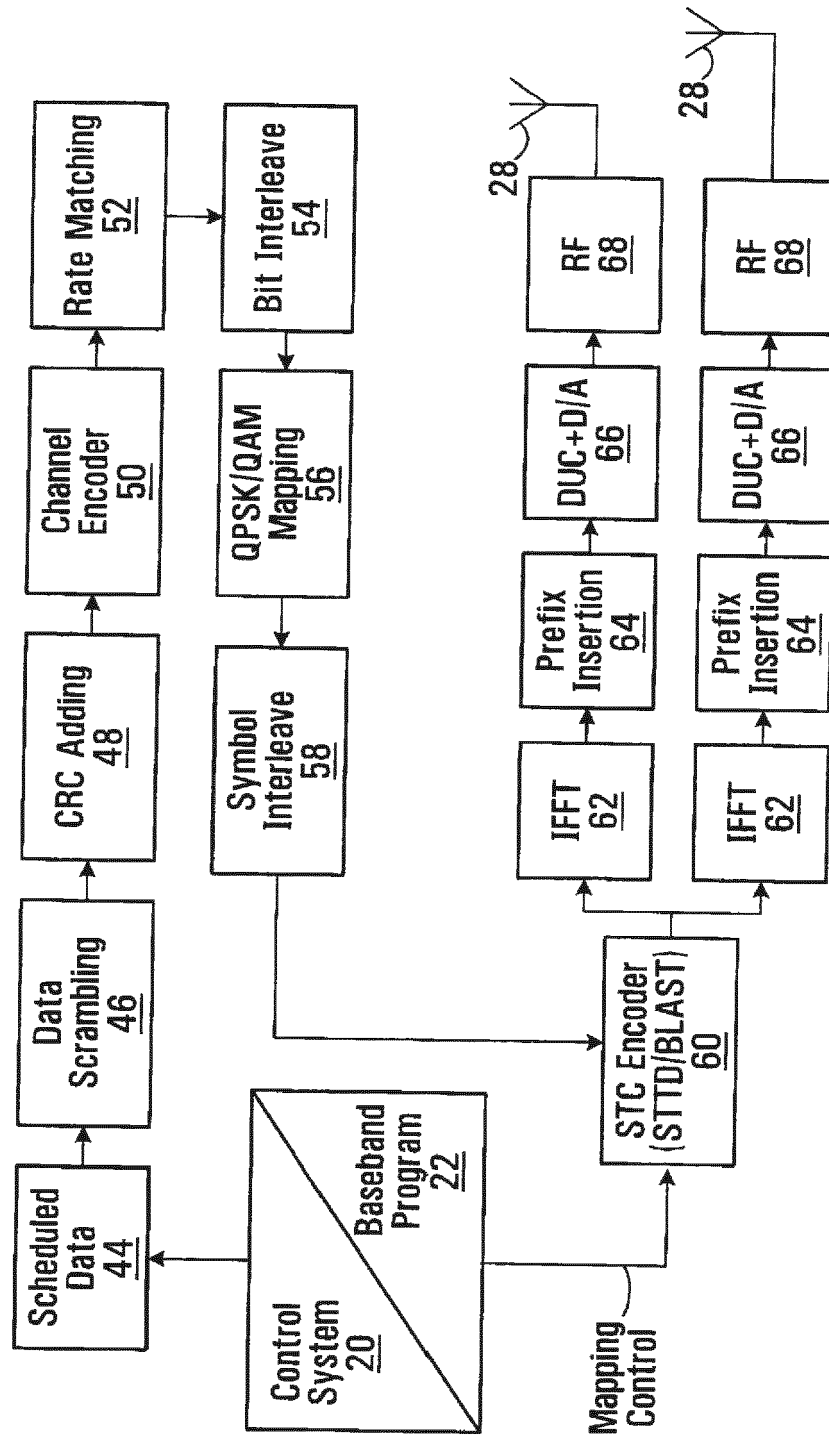 Scheduled
Data
44
Data
Scrambling
46
CRC Adding
48
Channel
Encoder
50
Rate Matching
52
Bit Interleave
54
QPSK/QAM
Mapping
56
Symbol
Interleave
58
Control
System
20
Baseband
Program
22
Mapping
Control
STC Encoder
(STTD/BLAST)
60
IFFT
62
Prefix
Insertion
64
DUC+D/A
66
RF
68
28
IFFT
62
Prefix
Insertion
64
DUC+D/A
66
RF
68
28